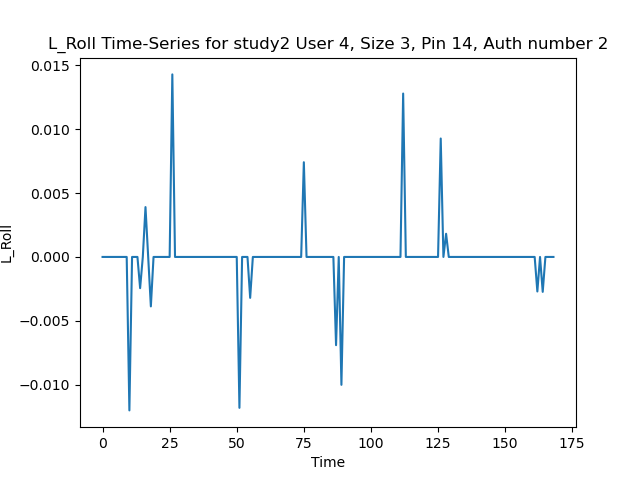 L_Roll Time-Series for study2 User 4, Size 3, Pin 14, Auth number 2
0.015
0.010
0.005
0.000
−0.005
−0.010
L_Roll
0 25 50 75 100 125 150 175
Time